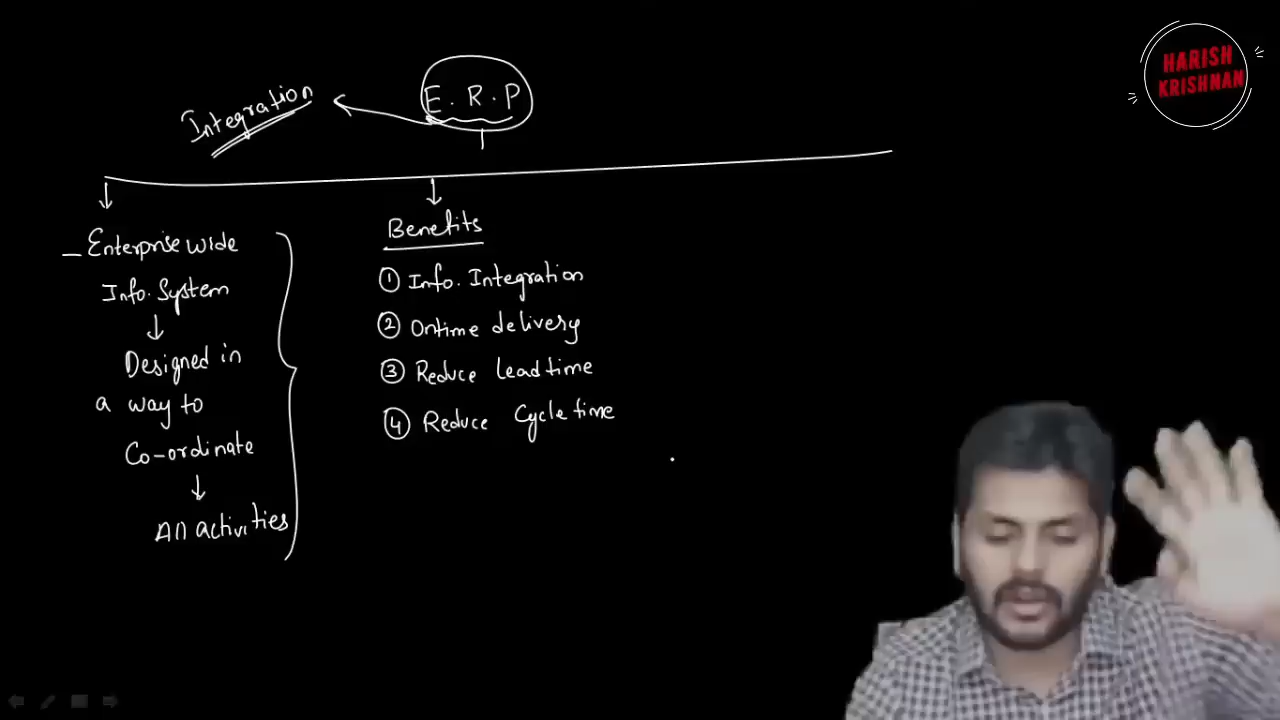 HARISH
KRISHNAN
E.R.P
Integration
Enterprise wide
Info. System
Designed in
a way to
Co-ordinate
All activities
Benefits
① Info. Integration
② Ontime delivery
③ Reduce Lead time
④ Reduce Cycle time